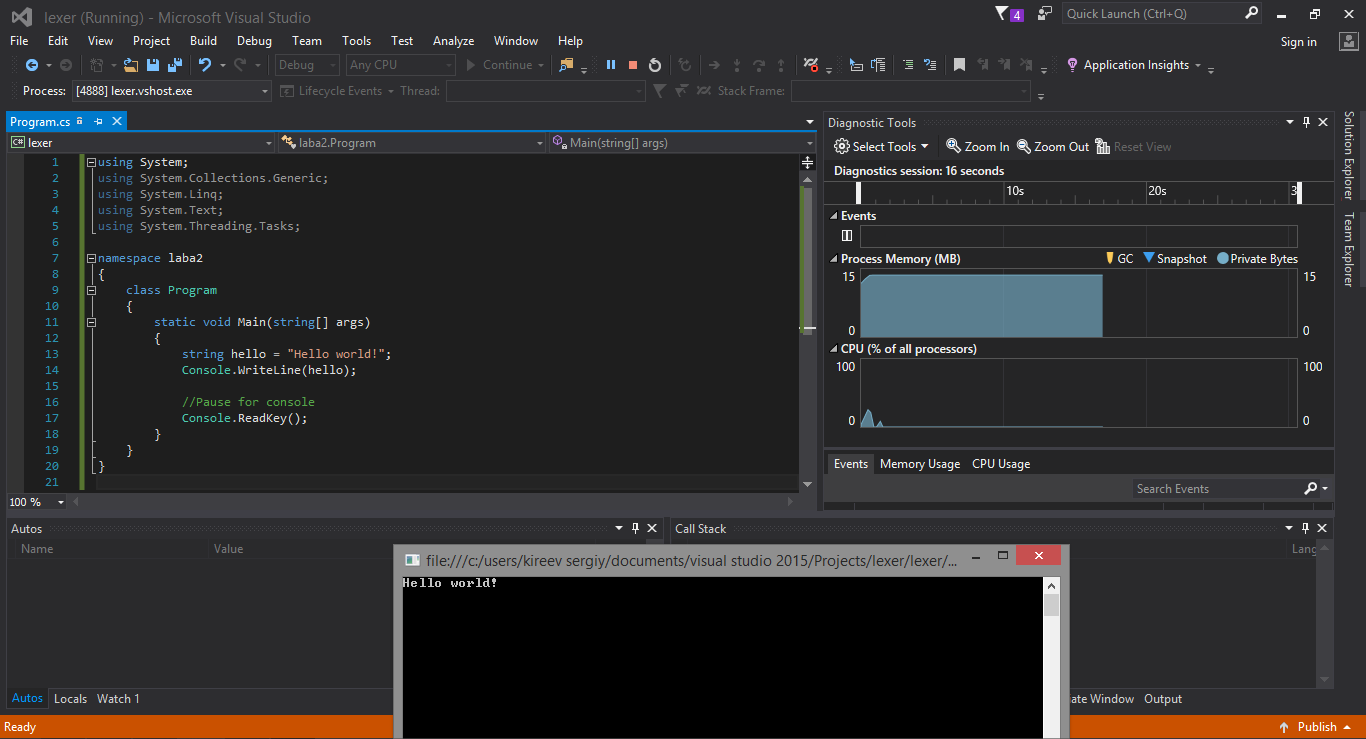 lexer (Running) - Microsoft Visual Studio
4
Quick Launch (Ctrl+Q)
File Edit View Project Build Debug Team Tools Test Analyze Window Help
Sign in
Debug Any CPU Continue Application Insights
Process: [4888] lexer.vshost.exe Lifecycle Events Thread: Stack Frame:
Program.cs
C# lexer laba2.Program Main(string[] args)
1 using System;
2 using System.Collections.Generic;
3 using System.Linq;
4 using System.Text;
5 using System.Threading.Tasks;
6
7 namespace laba2
8 {
9 class Program
10 {
11 static void Main(string[] args)
12 {
13 string hello = "Hello world!";
14 Console.WriteLine(hello);
15
16 //Pause for console
17 Console.ReadKey();
18 }
19 }
20 }
21
100 %
Diagnostic Tools
Select Tools Zoom In Zoom Out Reset View
Diagnostics session: 16 seconds
10s 20s 3
Events
Process Memory (MB) GC Snapshot Private Bytes
15 15
0 0
CPU (% of all processors)
100 100
0 0
Events Memory Usage CPU Usage
Search Events
Solution Explorer
Team Explorer
Autos
Name Value
Call Stack
Lang
file:///c:/users/kireev sergiy/documents/visual studio 2015/Projects/lexer/lexer/...
Hello world!
Autos Locals Watch 1
ate Window Output
Ready
Publish